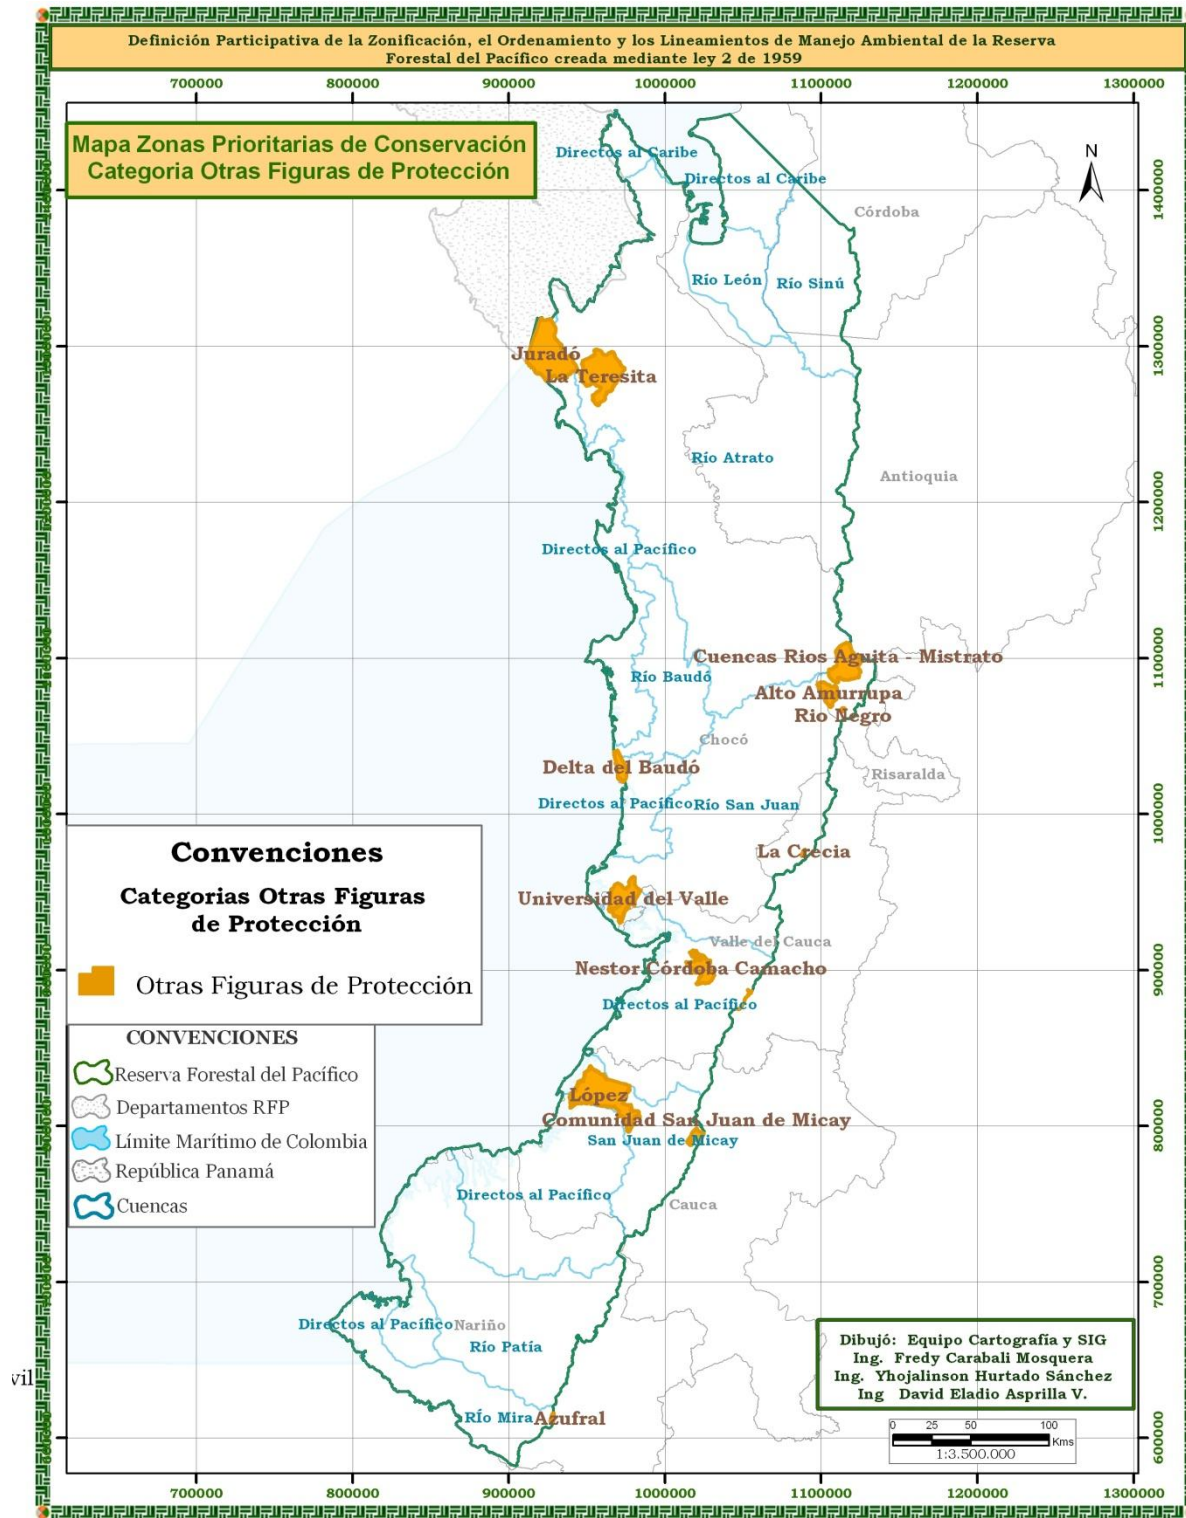 Definición Participativa de la Zonificación, el Ordenamiento y los Lineamientos de Manejo Ambiental de la Reserva
Forestal del Pacífico creada mediante ley 2 de 1959
700000 800000 900000 1000000 1100000 1200000 1300000
Mapa Zonas Prioritarias de Conservación
Categoria Otras Figuras de Protección
N
Directos al Caribe
Directos al Caribe
1400000
Córdoba
Río León
Río Sinú
1300000
Juradó
La Teresita
Río Atrato
Antioquia
1200000
Directos al Pacífico
1100000
Cuencas Rios Aguita - Mistrato
Río Baudó
Alto Amurrupa
Rio Negro
Chocó
Delta del Baudó
Risaralda
Directos al Pacífico
Río San Juan
1000000
La Crecia
Universidad del Valle
Valle del Cauca
Nestor Córdoba Camacho
900000
Directos al Pacífico
López
Comunidad San Juan de Micay
800000
San Juan de Micay
Directos al Pacífico
Cauca
700000
Directos al Pacífico
Nariño
Río Patía
RÍo Mira
Azufral
600000
Convenciones
Categorias Otras Figuras
de Protección
Otras Figuras de Protección
CONVENCIONES
Reserva Forestal del Pacífico
Departamentos RFP
Límite Marítimo de Colombia
República Panamá
Cuencas
vil
Dibujó: Equipo Cartografía y SIG
Ing. Fredy Carabali Mosquera
Ing. Yhojalinson Hurtado Sánchez
Ing David Eladio Asprilla V.
0 25 50 100
Kms
1:3.500.000
700000 800000 900000 1000000 1100000 1200000 1300000